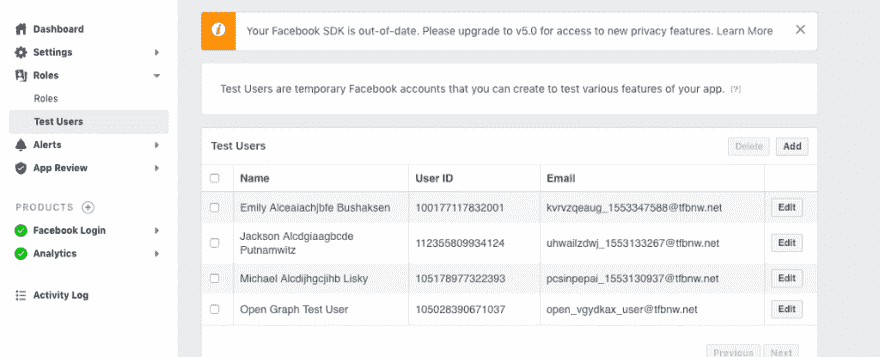 Dashboard
Settings
Roles
Roles
Test Users
Alerts
App Review
PRODUCTS
Facebook Login
Analytics
Activity Log
Your Facebook SDK is out-of-date. Please upgrade to v5.0 for access to new privacy features. Learn More
Test Users are temporary Facebook accounts that you can create to test various features of your app. [?]
Test Users
Delete Add
Name User ID Email
Emily Alceaiachjbfe Bushaksen 100177117832001 kvrvzqeaug_1553347588@tfbnw.net Edit
Jackson Alcdgiaagbcde
Putnamwitz 112355809934124 uhwailzdwj_1553133267@tfbnw.net Edit
Michael Alcdijhgcjihb Lisky 105178977322393 pcsinpepai_1553130937@tfbnw.net Edit
Open Graph Test User 105028390671037 open_vgydkax_user@tfbnw.net Edit
Previous Next